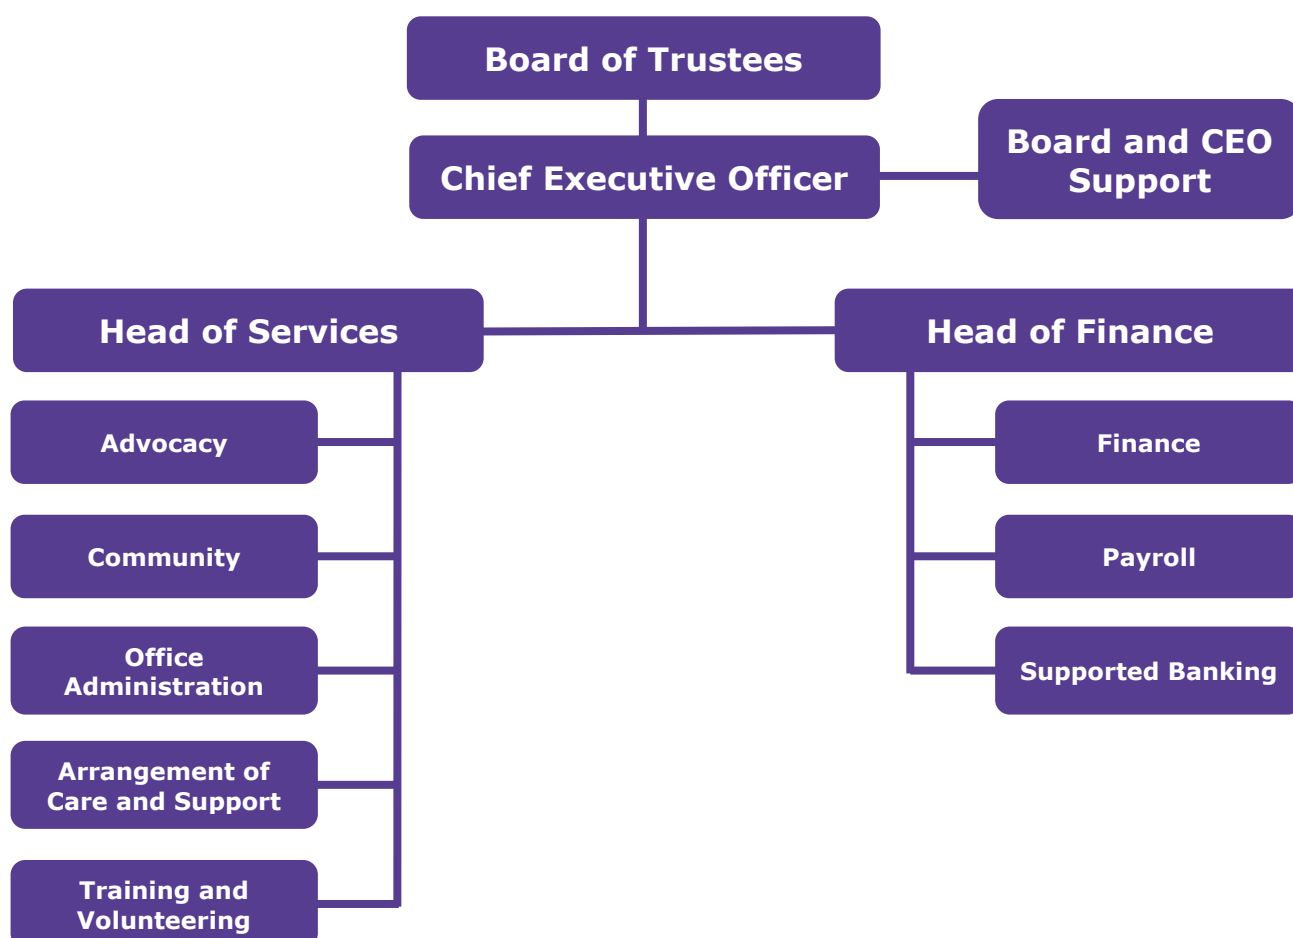 Board of Trustees
Chief Executive Officer
Board and CEO
Support
Head of Services
Head of Finance
Advocacy
Community
Office
Administration
Arrangement of
Care and Support
Training and
Volunteering
Finance
Payroll
Supported Banking